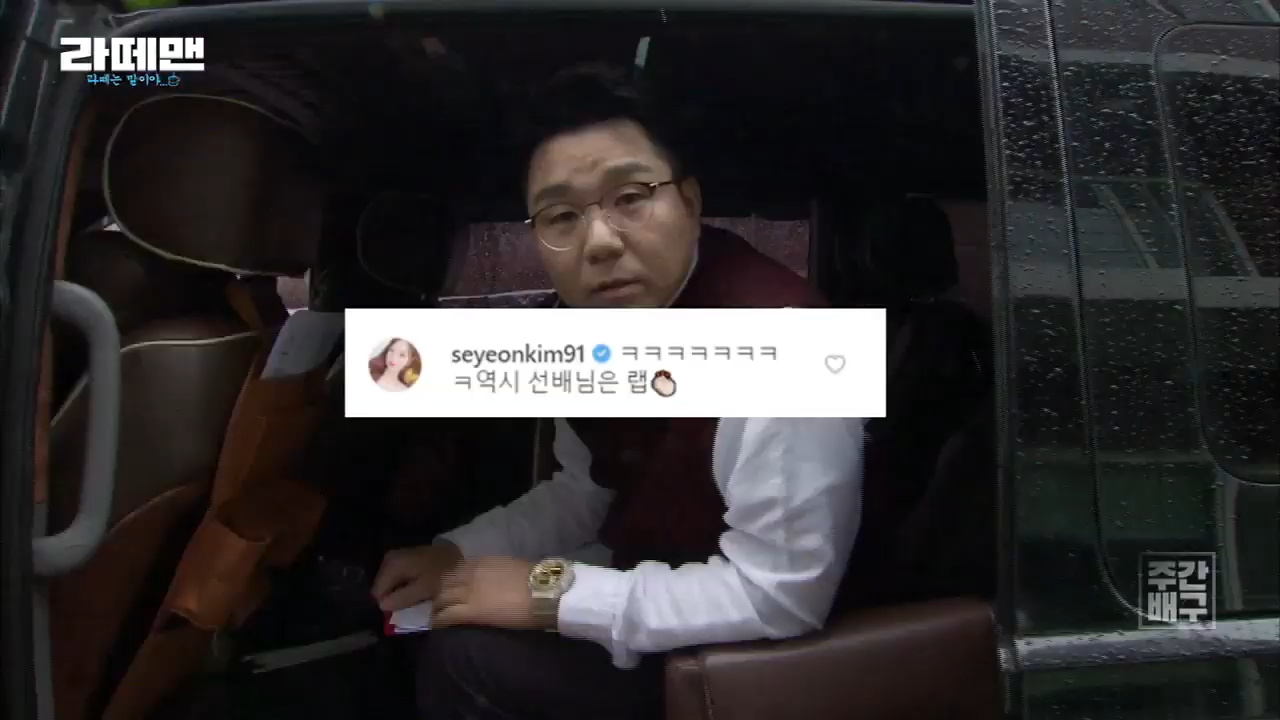 라떼맨
라떼는 말이야...
seyeonkim91 ㅋㅋㅋㅋㅋㅋㅋ
ㅋ역시 선배님은 랩👏🏻
주간
배구